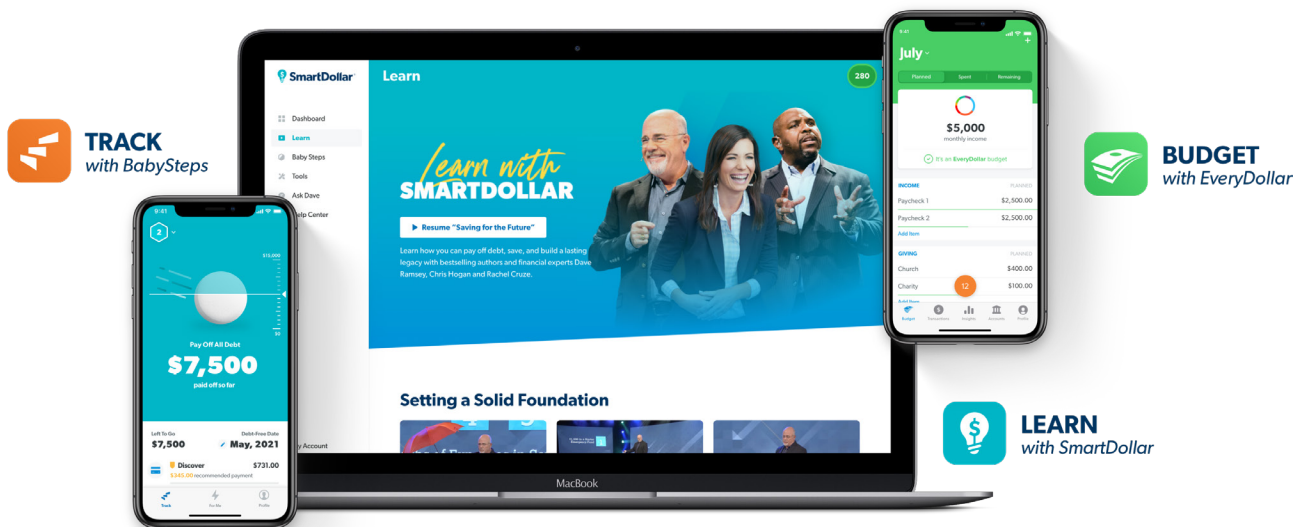 TRACK
with BabySteps
9:41
2
$15,000
$0
Pay Off All Debt
$7,500
paid off so far
Left To Go
Debt-Free Date
$7,500
May, 2021
Discover
$731.00
$345.00 recommended payment
Track
For Me
Profile
SmartDollar
Dashboard
Learn
Baby Steps
Tools
Ask Dave
Help Center
y Account
Learn
280
Learn with
SMARTDOLLAR
Resume "Saving for the Future"
Learn how you can pay off debt, save, and build a lasting
legacy with bestselling authors and financial experts Dave
Ramsey, Chris Hogan and Rachel Cruze.
Setting a Solid Foundation
MacBook
9:41
July
Planned
Spent
Remaining
$5,000
monthly income
It's an EveryDollar budget
INCOME
PLANNED
Paycheck 1
$2,500.00
Paycheck 2
$2,500.00
Add Item
GIVING
PLANNED
Church
$400.00
Charity
$100.00
12
Add Item
Budget
Transactions
Insights
Accounts
Profile
BUDGET
with EveryDollar
LEARN
with SmartDollar